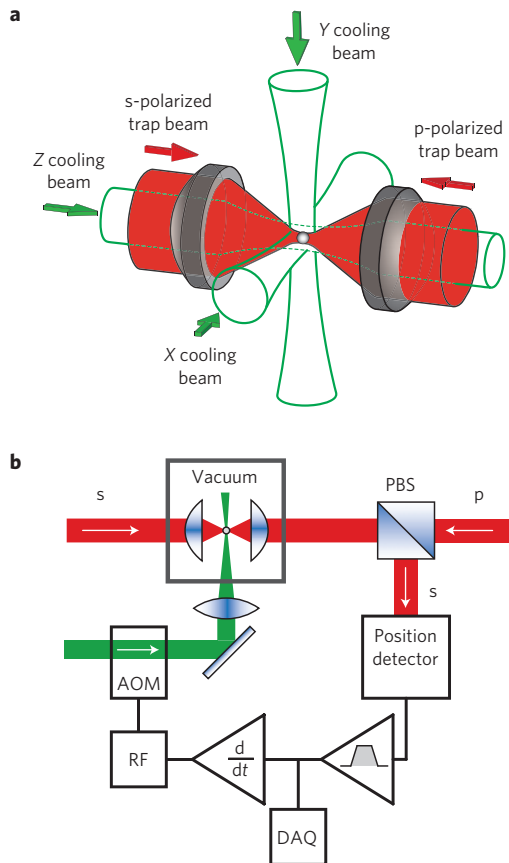 a
Y cooling
beam
s-polarized
trap beam
p-polarized
trap beam
Z cooling
beam
X cooling
beam
b
Vacuum
s
PBS
p
s
Position
detector
AOM
RF
d
dt
DAQ